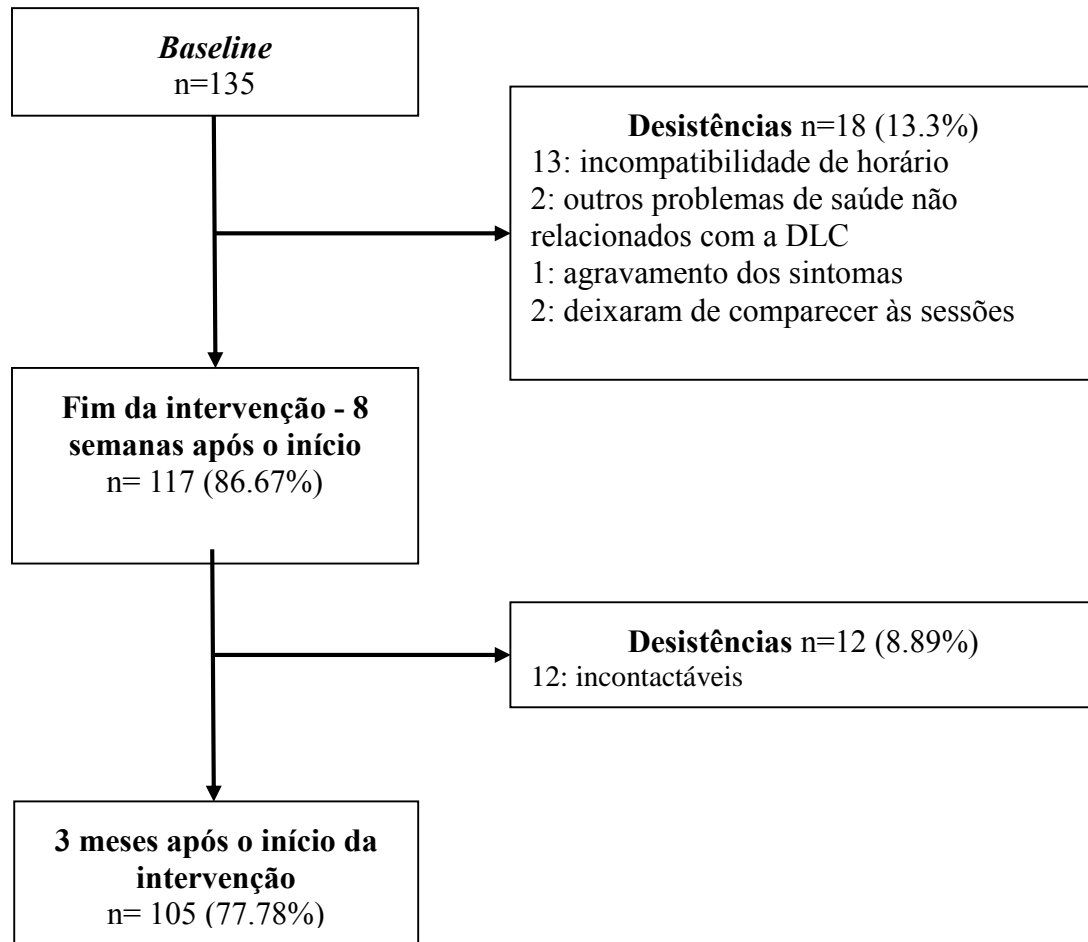 Baseline
n=135
Desistências n=18 (13.3%)
13: incompatibilidade de horário
2: outros problemas de saúde não
relacionados com a DLC
1: agravamento dos sintomas
2: deixaram de comparecer às sessões
Fim da intervenção - 8
semanas após o início
n= 117 (86.67%)
Desistências n=12 (8.89%)
12: incontactáveis
3 meses após o início da
intervenção
n= 105 (77.78%)